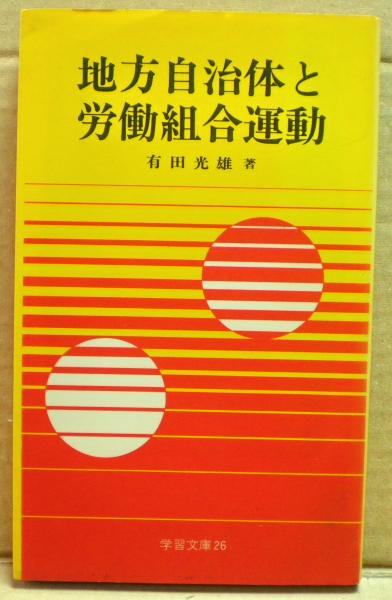 地方自治体と
労働組合運動
有田光雄 著
学習文庫26